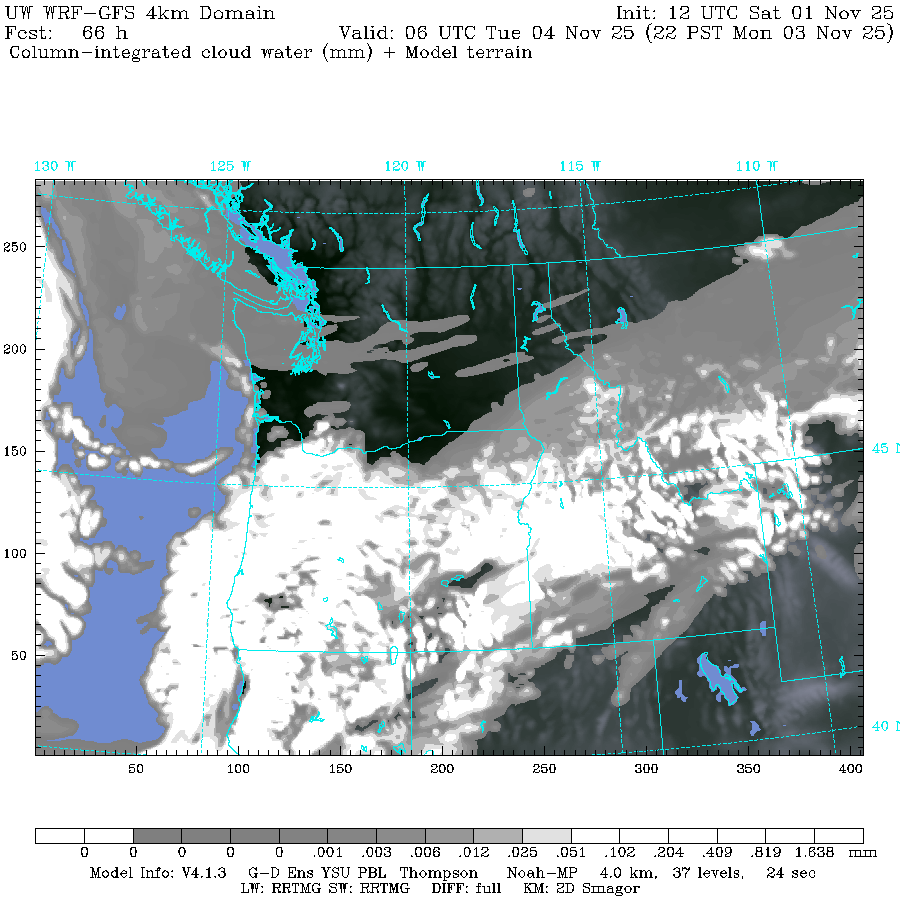 UW WRF-GFS 4km Domain Init: 12 UTC Sat 01 Nov 25
Fcst: 66 h Valid: 06 UTC Tue 04 Nov 25 (22 PST Mon 03 Nov 25)
Column-integrated cloud water (mm) + Model terrain
130 W 125 W 120 W 115 W 110 W
250
200
150
45 N
100
50
40 N
50 100 150 200 250 300 350 400
0 0 0 0 0 .001 .003 .006 .012 .025 .051 .102 .204 .409 .819 1.638 mm
Model Info: V4.1.3 G-D Ens YSU PBL Thompson Noah-MP 4.0 km, 37 levels, 24 sec
LW: RRTMG SW: RRTMG DIFF: full KM: 2D Smagor